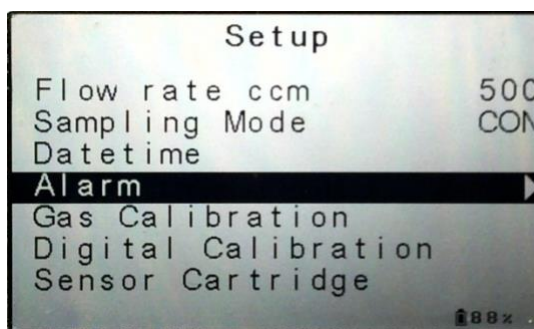 Setup
Flow rate ccm 500
Sampling Mode CON
Datetime
Alarm
Gas Calibration
Digital Calibration
Sensor Cartridge
88%